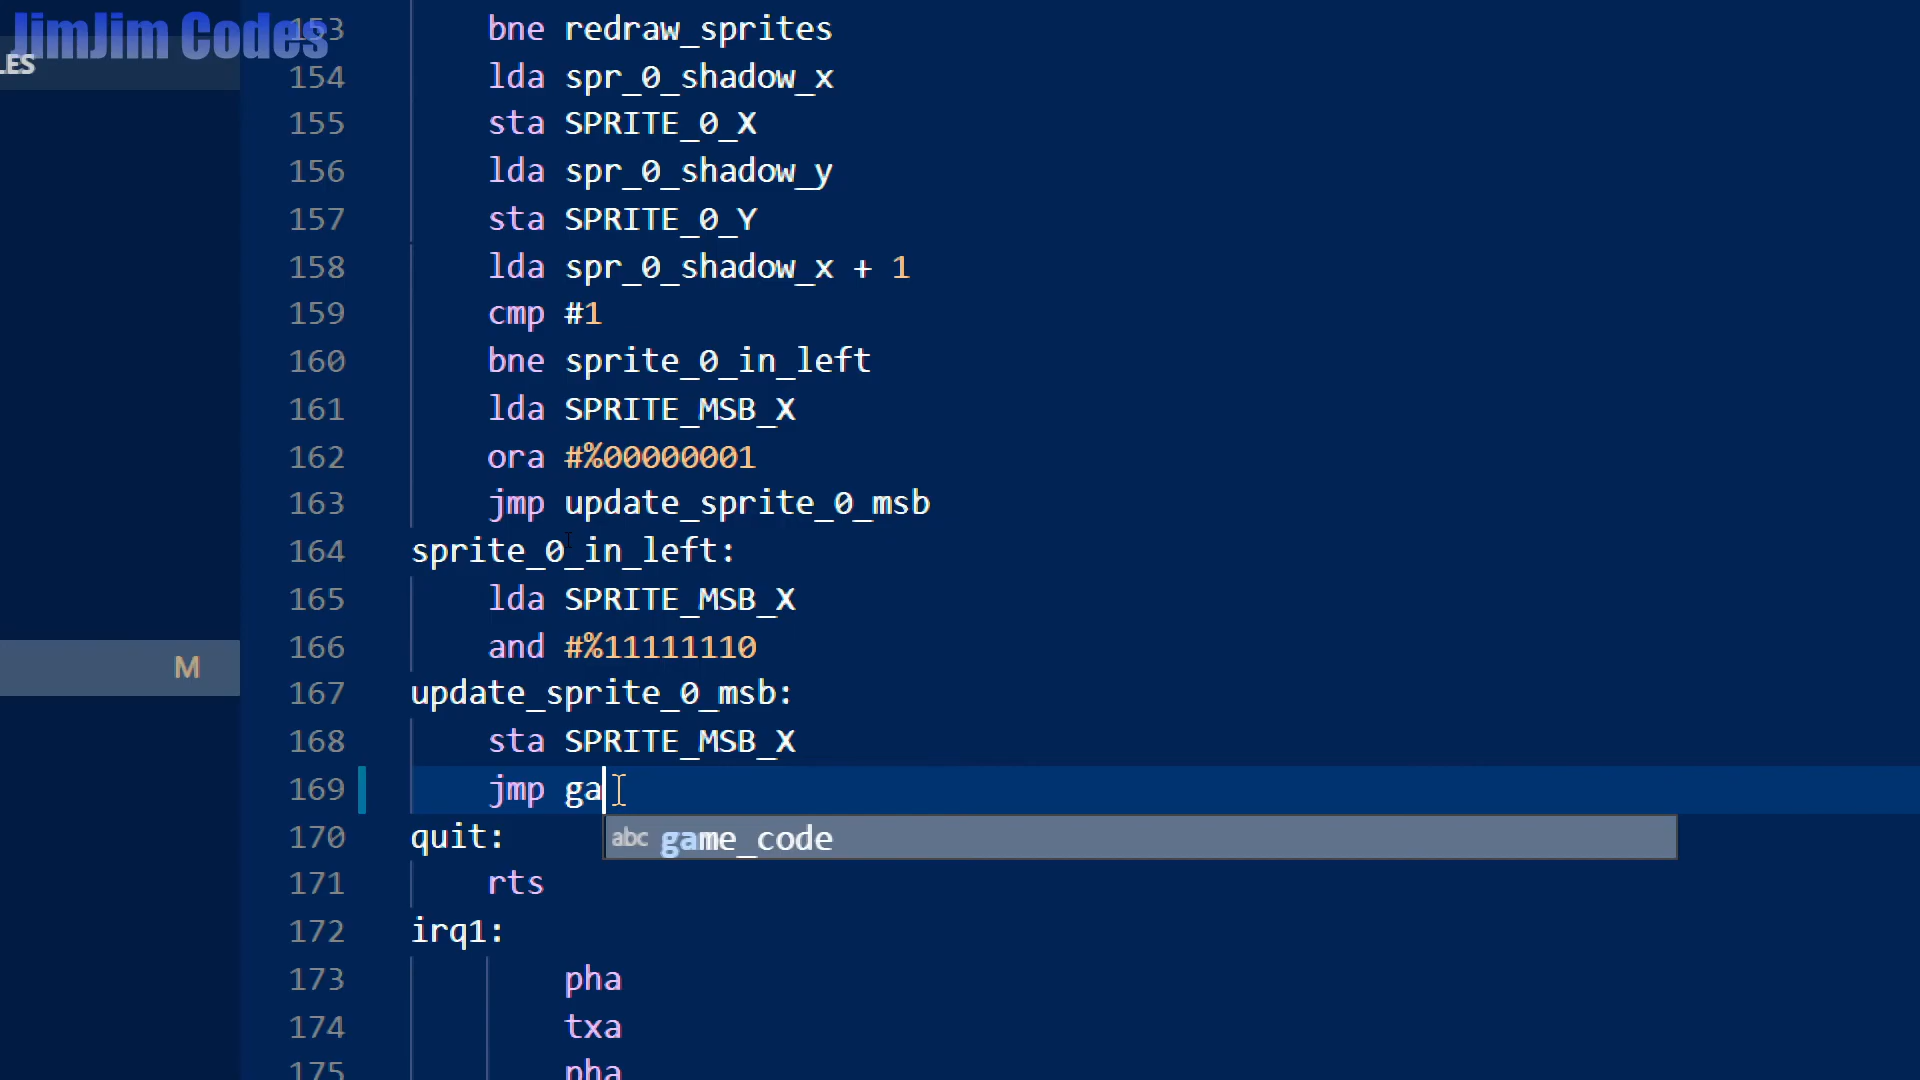 JimJim Codes
LES
M
153 bne redraw_sprites
154 lda spr_0_shadow_x
155 sta SPRITE_0_X
156 lda spr_0_shadow_y
157 sta SPRITE_0_Y
158 lda spr_0_shadow_x + 1
159 cmp #1
160 bne sprite_0_in_left
161 lda SPRITE_MSB_X
162 ora #%00000001
163 jmp update_sprite_0_msb
164 sprite_0_in_left:
165 lda SPRITE_MSB_X
166 and #%11111110
167 update_sprite_0_msb:
168 sta SPRITE_MSB_X
169 jmp ga
abc game_code
170 quit:
171 rts
172 irq1:
173 pha
174 txa
175 pha